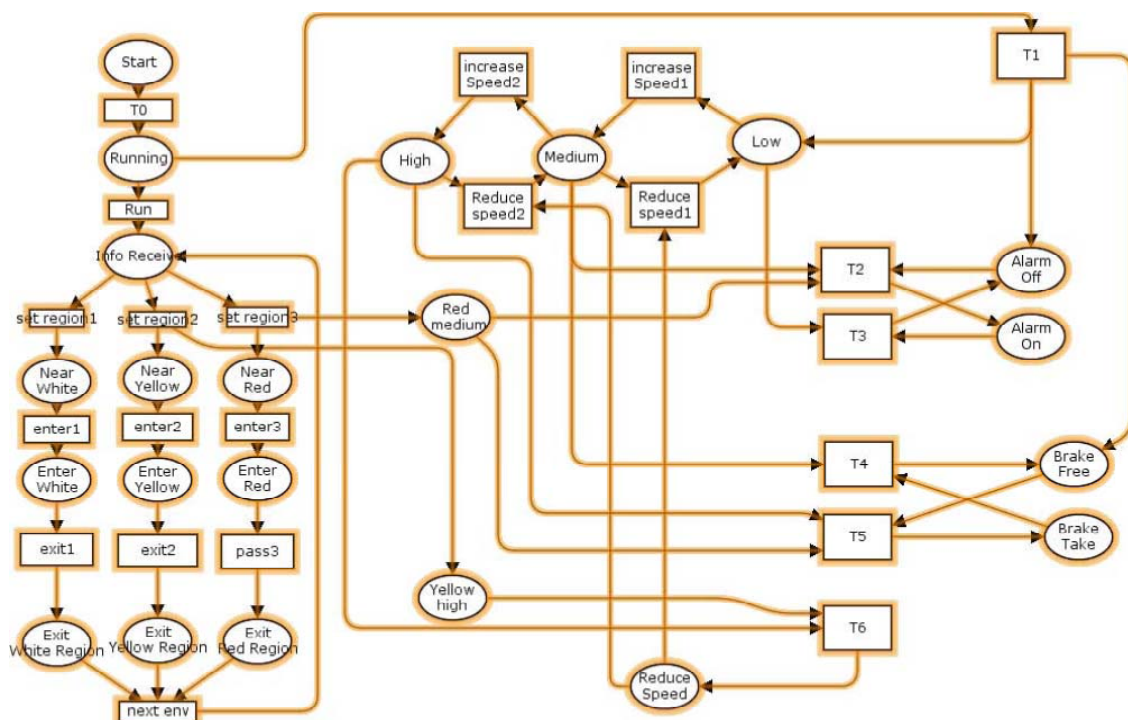 Start
T0
Running
Run
Info Receive
set region1
set region2
set region3
Near
White
Near
Yellow
Near
Red
enter1
enter2
enter3
Enter
White
Enter
Yellow
Enter
Red
exit1
exit2
pass3
Exit
White Region
Exit
Yellow Region
Exit
Red Region
next env
increase
Speed2
increase
Speed1
High
Medium
Low
Reduce
speed2
Reduce
speed1
Red
medium
Yellow
high
Reduce
Speed
T1
T2
T3
Alarm
Off
Alarm
On
T4
T5
Brake
Free
Brake
Take
T6